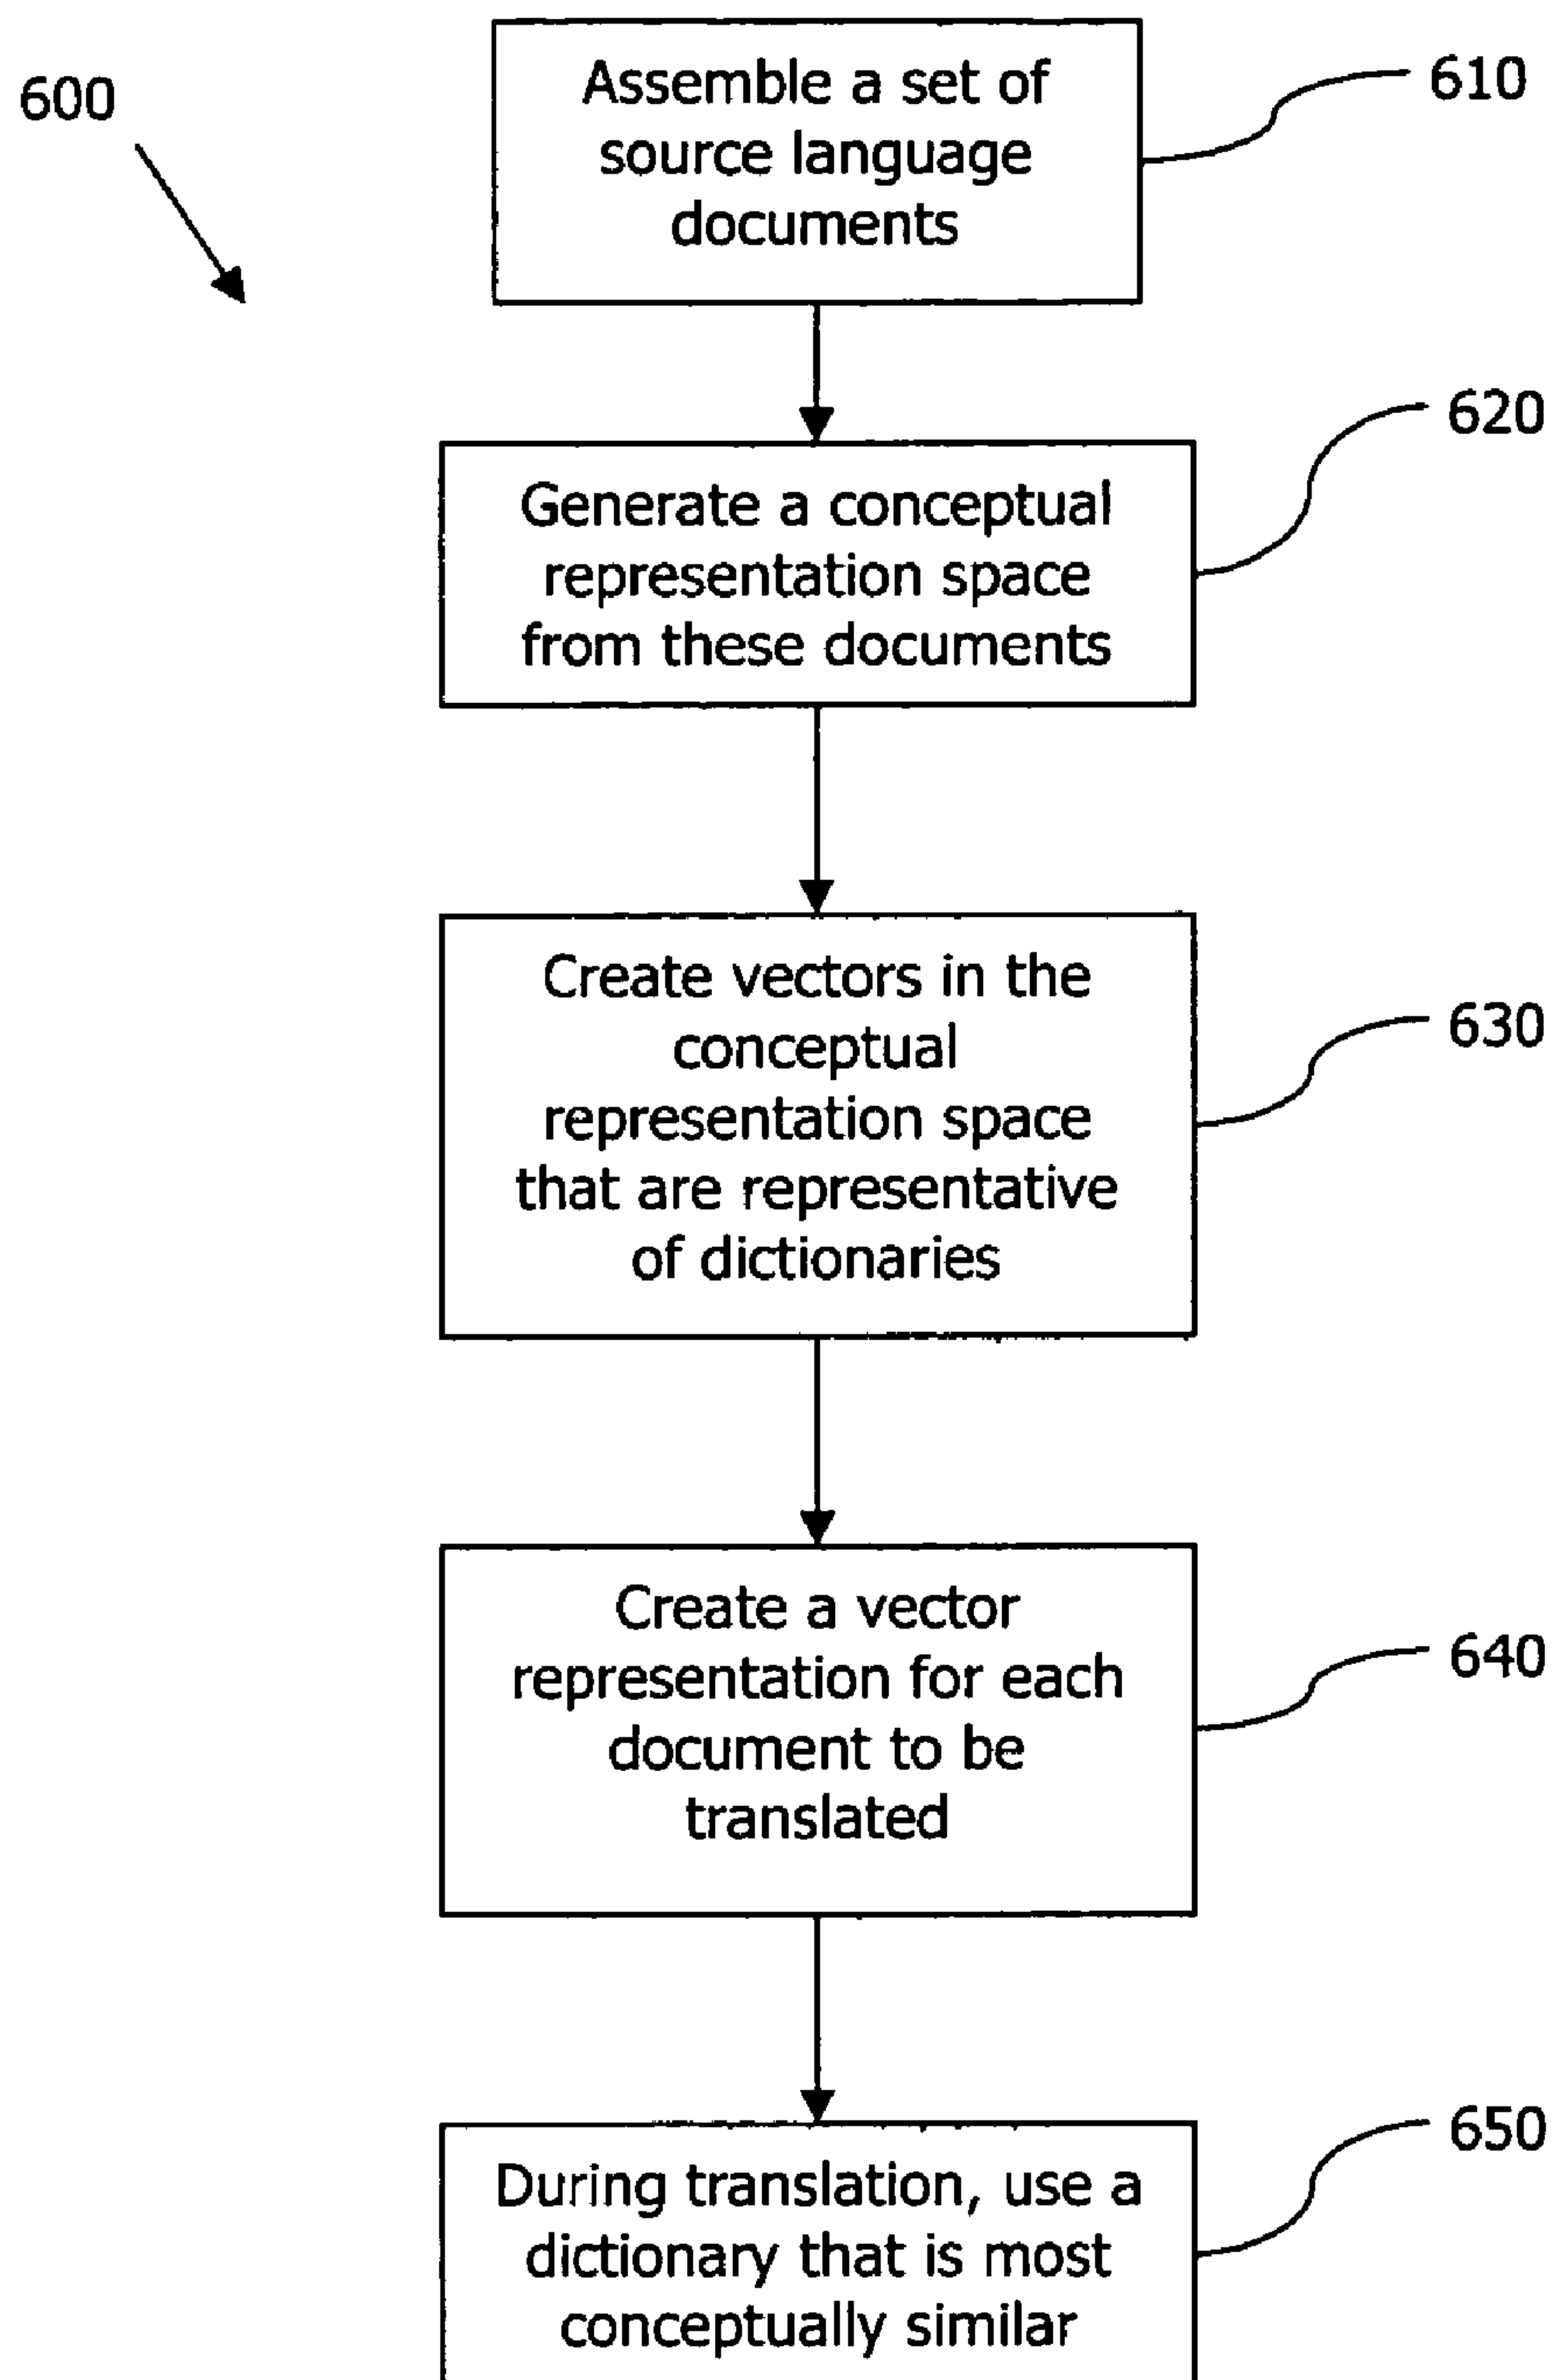 600
Assemble a set of
source language
documents
610
Generate a conceptual
representation space
from these documents
620
Create vectors in the
conceptual
representation space
that are representative
of dictionaries
630
Create a vector
representation for each
document to be
translated
640
During translation, use a
dictionary that is most
conceptually similar
650